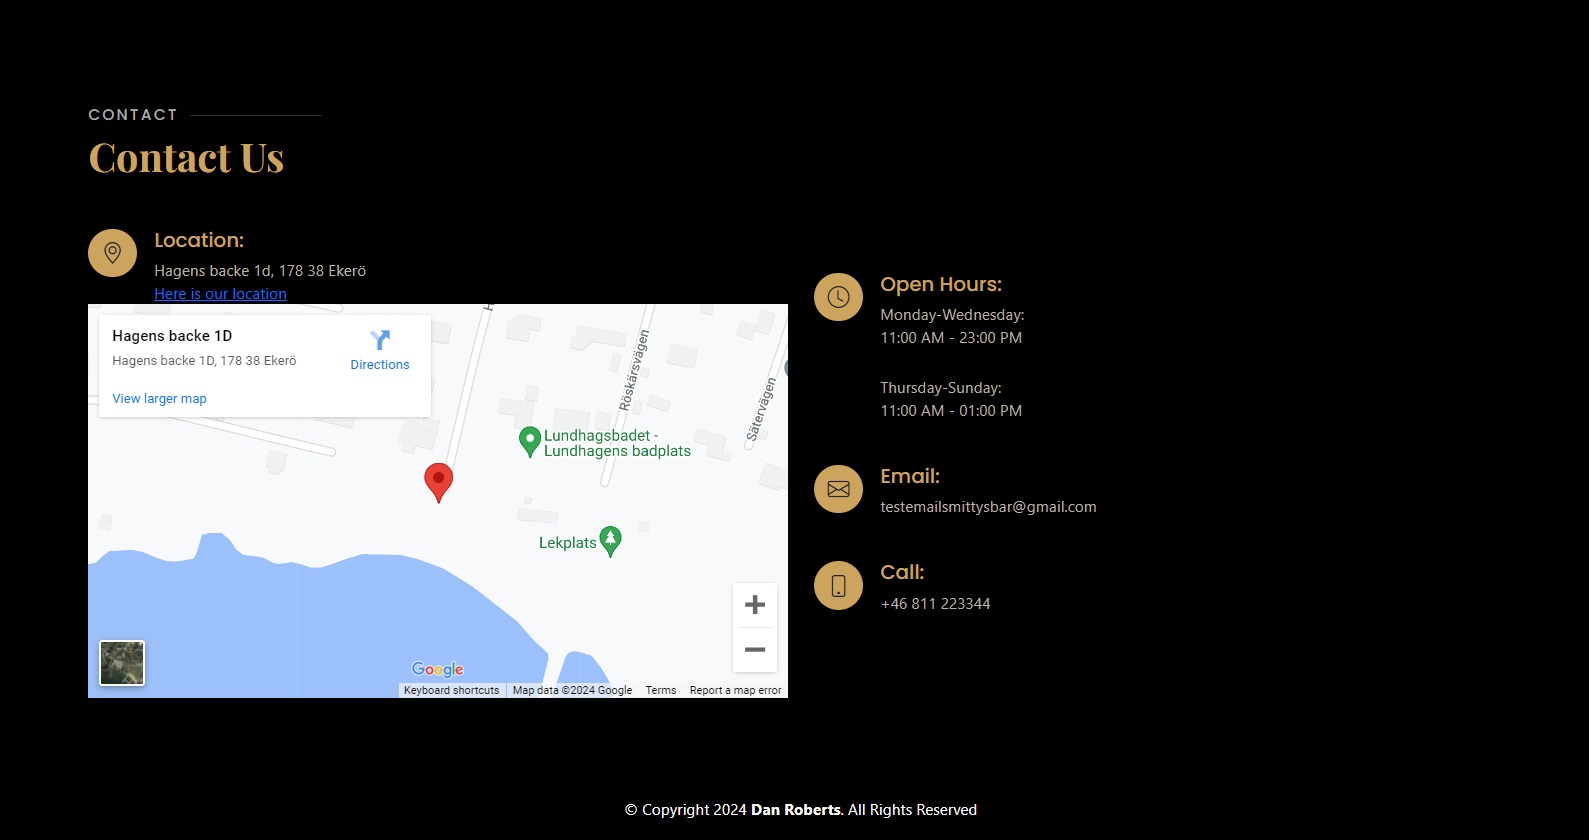 CONTACT
Contact Us
Location:
Hagens backe 1d, 178 38 Ekerö
Here is our location
Hagens backe 1D
Hagens backe 1D, 178 38 Ekerö
Directions
View larger map
Röskärsvägen
Sätervägen
Lundhagsbadet -
Lundhagens badplats
Lekplats
Google
Keyboard shortcuts
Map data ©2024 Google
Terms
Report a map error
Open Hours:
Monday-Wednesday:
11:00 AM - 23:00 PM
Thursday-Sunday:
11:00 AM - 01:00 PM
Email:
testemailsmittysbar@gmail.com
Call:
+46 811 223344
© Copyright 2024 Dan Roberts. All Rights Reserved